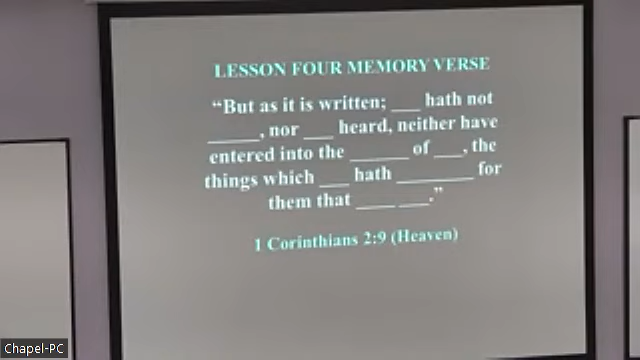 LESSON FOUR MEMORY VERSE
“But as it is written; ___ hath not
_____, nor ___ heard, neither have
entered into the ______ of ___, the
things which ___ hath ________ for
them that ____ ___.”
1 Corinthians 2:9 (Heaven)
Chapel-PC